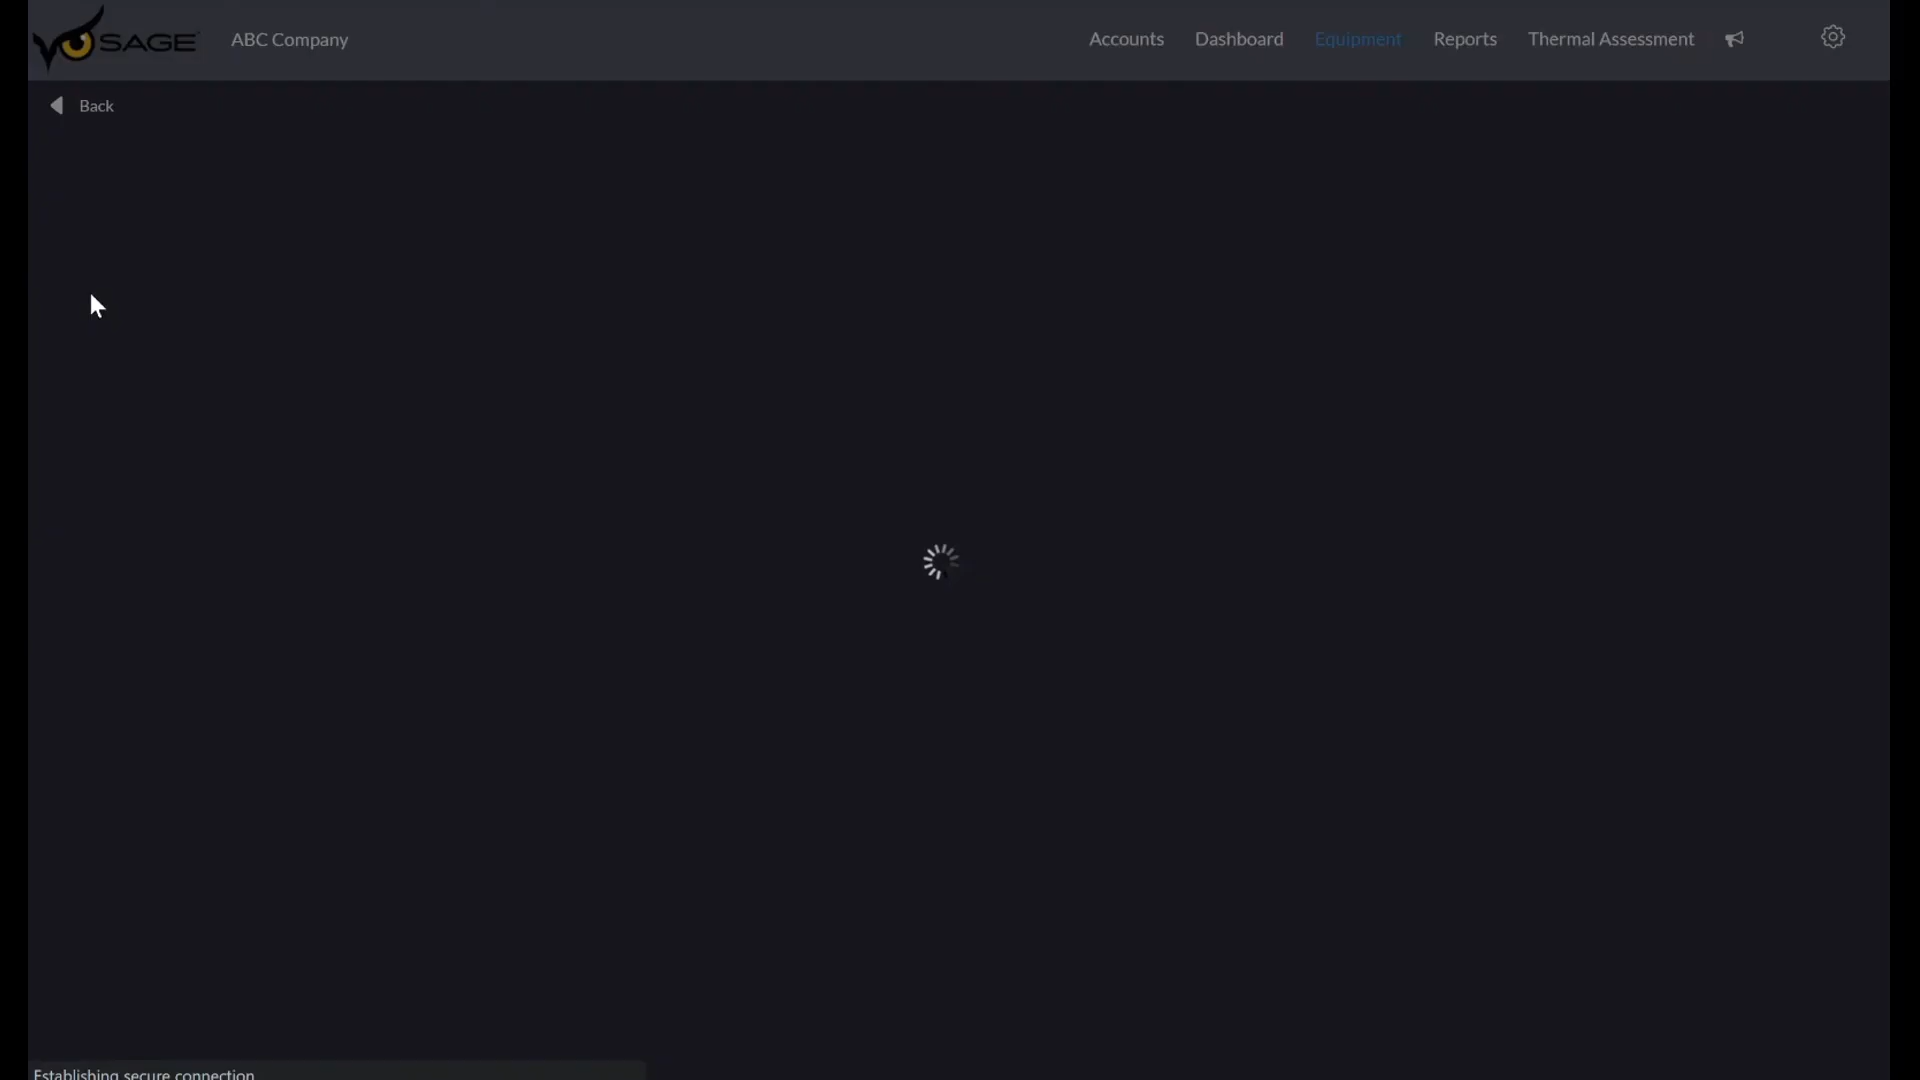 SAGE
ABC Company
Accounts
Dashboard
Equipment
Reports
Thermal Assessment
Back
Establishing secure connection